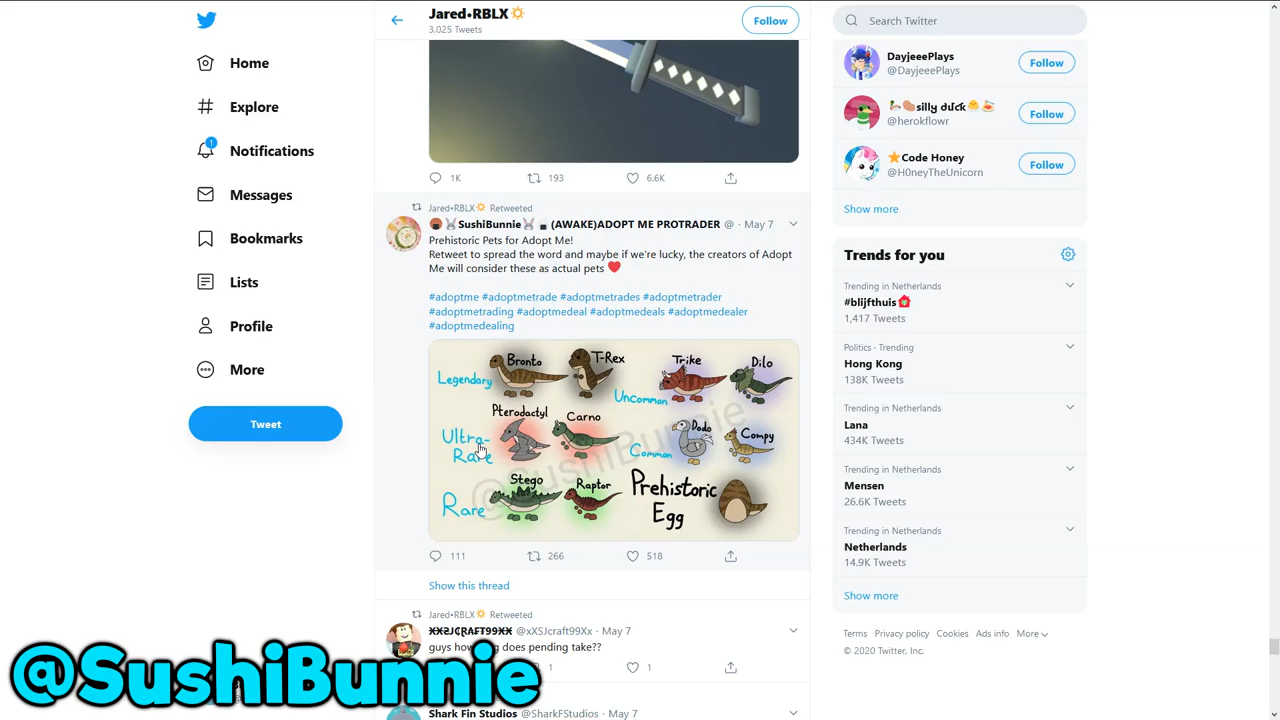 Home
Explore
1
Notifications
Messages
Bookmarks
Lists
Profile
More
Tweet
Jared•RBLX
3,025 Tweets
Follow
1K 193 6.6K
Jared•RBLX Retweeted
SushiBunnie (AWAKE)ADOPT ME PROTRADER @ · May 7
Prehistoric Pets for Adopt Me!
Retweet to spread the word and maybe if we're lucky, the creators of Adopt
Me will consider these as actual pets
#adoptme #adoptmetrade #adoptmetrades #adoptmetrader
#adoptmetrading #adoptmedeal #adoptmedeals #adoptmedealer
#adoptmedealing
Legendary
Bronto
T-Rex
Uncommon
Trike
Dilo
Ultra-
Rare
Pterodactyl
Carno
Common
Dodo
Compy
Rare
Stego
Raptor
Prehistoric
Egg
@SushiBunnie
111 266 518
Show this thread
Jared•RBLX Retweeted
XXSJCRAFT99XX @xXSJcraft99Xx · May 7
guys how does pending take??
1 1
Shark Fin Studios @SharkFStudios · May 7
Search Twitter
DayjeeePlays
@DayjeeePlays
Follow
silly duck
@herokflowr
Follow
Code Honey
@H0neyTheUnicorn
Follow
Show more
Trends for you
Trending in Netherlands
#blijfthuis
1,417 Tweets
Politics · Trending
Hong Kong
138K Tweets
Trending in Netherlands
Lana
434K Tweets
Trending in Netherlands
Mensen
26.6K Tweets
Trending in Netherlands
Netherlands
14.9K Tweets
Show more
Terms Privacy policy Cookies Ads info More
© 2020 Twitter, Inc.
@SushiBunnie